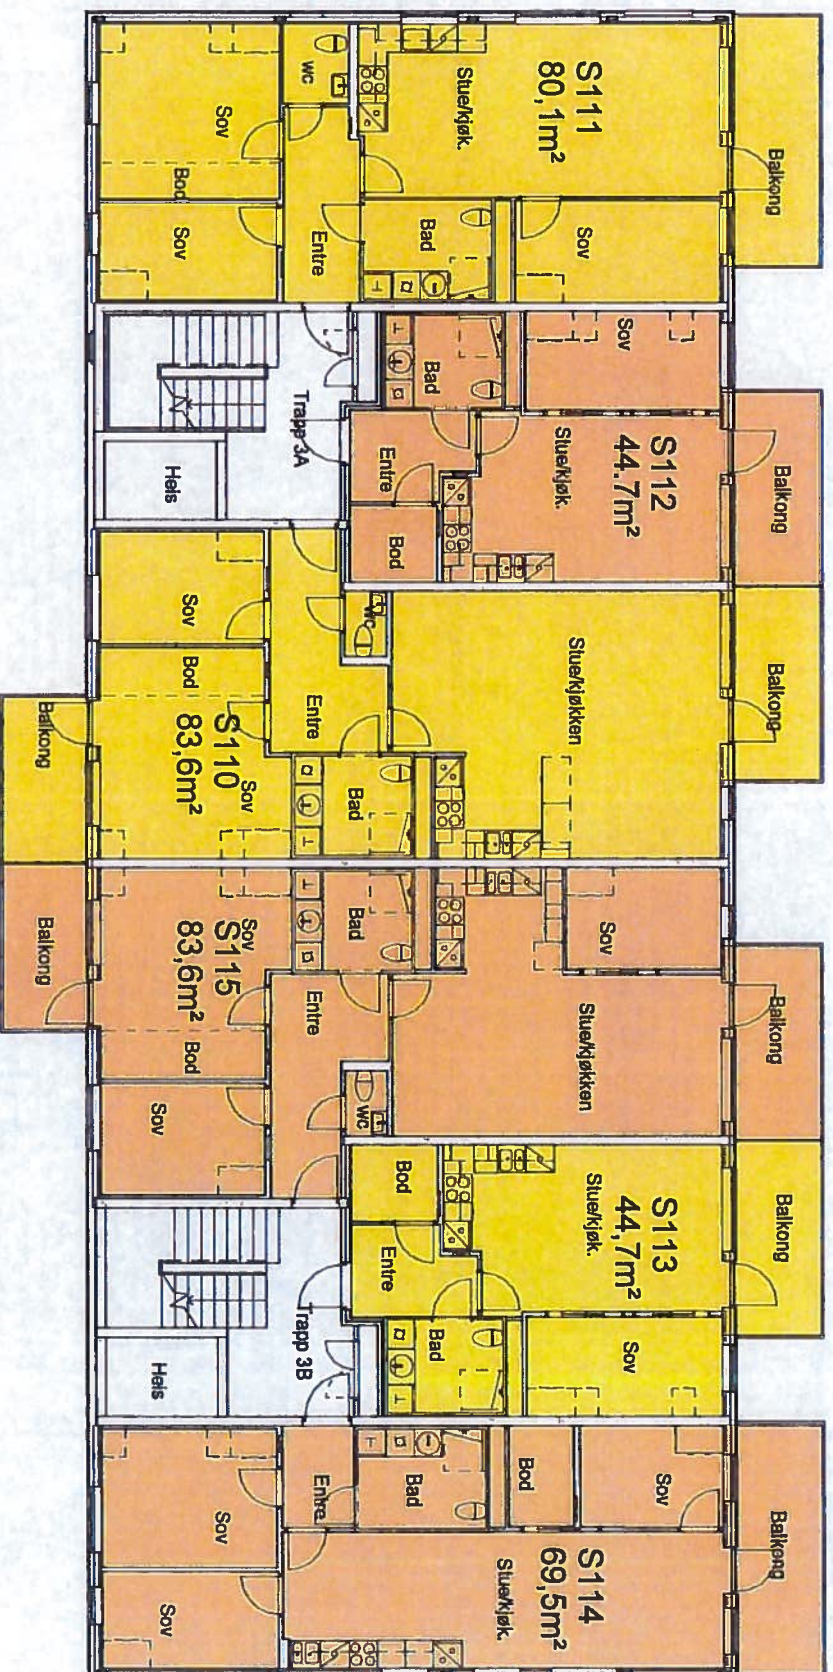 S111
80,1m²
Balkong
Stue/kjøk.
wc
Sov
Bod
Sov
Entre
Bad
Sov
S112
44.7m²
Balkong
Stue/kjøk.
Sov
Bad
Entre
Bod
Trapp 3A
Heis
Sov
Bod
S110
83,6m²
Sov
Balkong
Entre
wc
Bad
Stue/kjøkken
Balkong
Sov
S115
83,6m²
Bod
Sov
Balkong
Entre
wc
Bad
Sov
Stue/kjøkken
Balkong
S113
44,7m²
Balkong
Stue/kjøk.
Bod
Entre
Bad
Sov
Trapp 3B
Heis
S114
69,5m²
Balkong
Stue/kjøk.
Sov
Bod
Bad
Entre
Sov
Sov